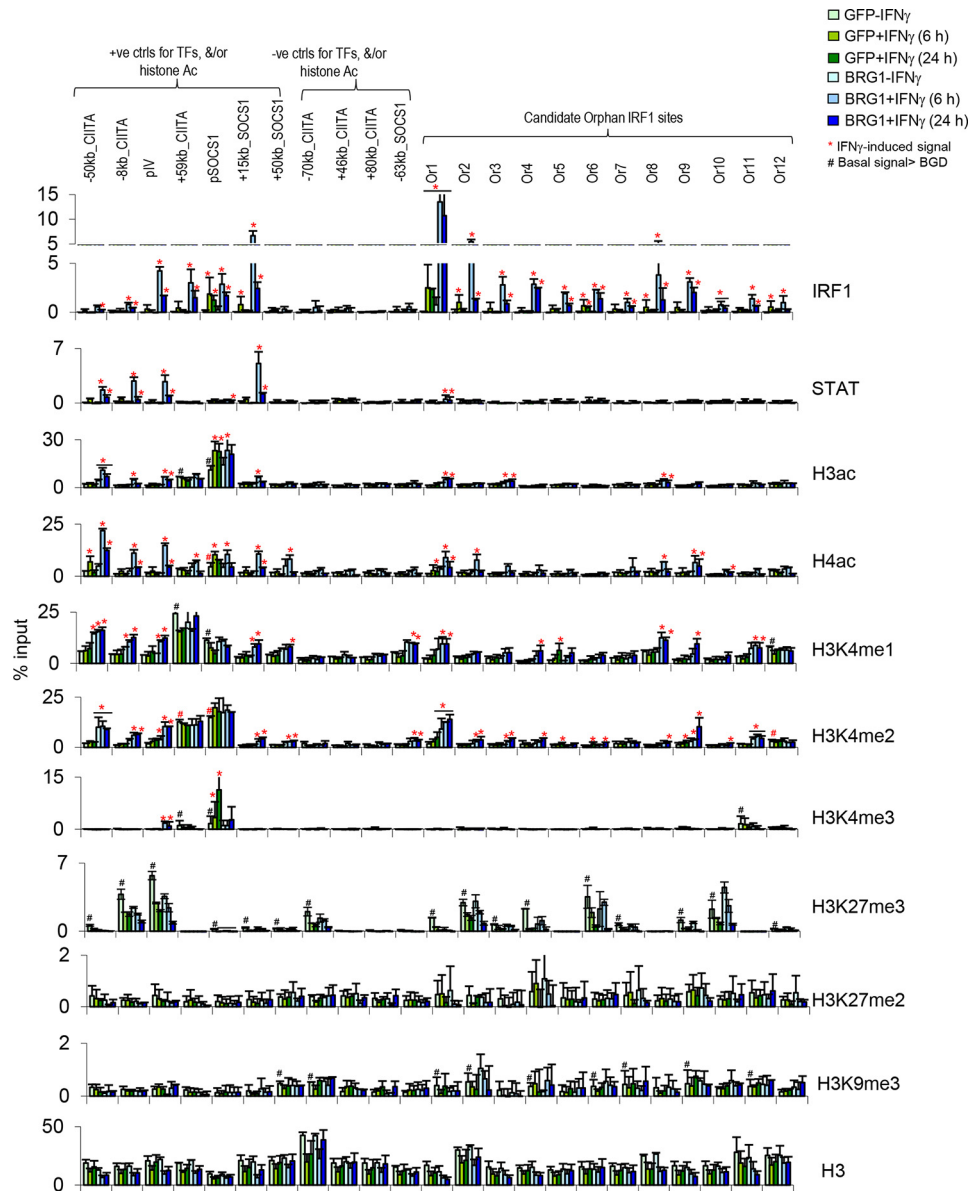 GFP-IFNγ
GFP+IFNγ (6 h)
GFP+IFNγ (24 h)
BRG1-IFNγ
BRG1+IFNγ (6 h)
BRG1+IFNγ (24 h)
* IFNγ-induced signal
# Basal signal> BGD
+ve ctrls for TFs, &/or
histone Ac
-ve ctrls for TFs, &/or
histone Ac
Candidate Orphan IRF1 sites
-50kb_CIITA
-8kb_CIITA
pIV
+59kb_CIITA
pSOCS1
+15kb_SOCS1
+50kb_SOCS1
-70kb_CIITA
+46kb_CIITA
+80kb_CIITA
-63kb_SOCS1
Or1
Or2
Or3
Or4
Or5
Or6
Or7
Or8
Or9
Or10
Or11
Or12
15
10
5
5
0
IRF1
7
0
STAT
30
0
H3ac
25
0
H4ac
25
0
H3K4me1
% input
25
0
H3K4me2
15
0
H3K4me3
7
0
H3K27me3
2
0
H3K27me2
2
0
H3K9me3
50
0
H3